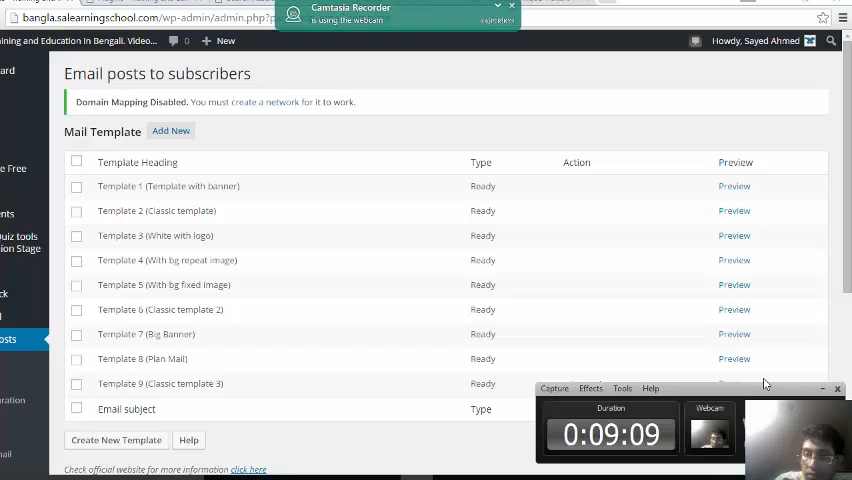 bangla.salearningschool.com/wp-admin/admin.php?p
Camtasia Recorder
is using the webcam
ining and Education In Bengali. Video... 0 + New Howdy, Sayed Ahmed
ard
Email posts to subscribers
Domain Mapping Disabled. You must create a network for it to work.
Mail Template Add New
Template Heading Type Action Preview
e Free
Template 1 (Template with banner) Ready Preview
Template 2 (Classic template) Ready Preview
ents
Quiz tools
Template 3 (White with logo) Ready Preview
ion Stage
Template 4 (With bg repeat image) Ready Preview
Template 5 (With bg fixed image) Ready Preview
ck
Template 6 (Classic template 2) Ready Preview
Template 7 (Big Banner) Ready Preview
osts
Template 8 (Plan Mail) Ready Preview
Template 9 (Classic template 3) Ready
Capture Effects Tools Help
oration
Email subject Type
Duration Webcam
0:09:09
Create New Template Help
ail
Check official website for more information click here